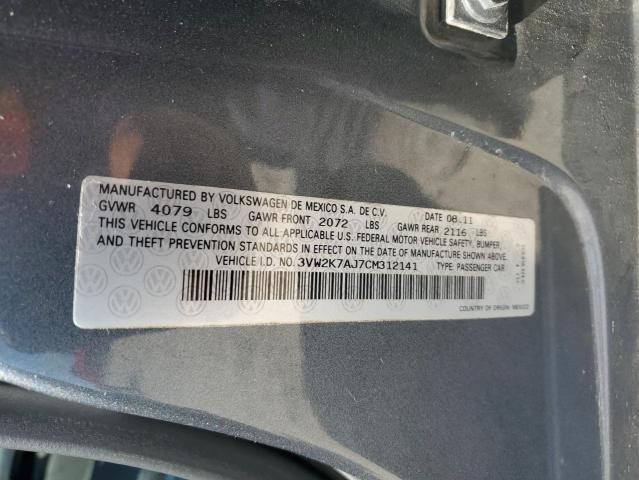 MANUFACTURED BY VOLKSWAGEN DE MEXICO S.A. DE C.V. DATE 08.11
GVWR 4079 LBS GAWR FRONT 2072 LBS GAWR REAR 2116 LBS
THIS VEHICLE CONFORMS TO ALL APPLICABLE U.S. FEDERAL MOTOR VEHICLE SAFETY, BUMPER,
AND THEFT PREVENTION STANDARDS IN EFFECT ON THE DATE OF MANUFACTURE SHOWN ABOVE.
VEHICLE I.D. NO. 3VW2K7AJ7CM312141 TYPE: PASSENGER CAR
COUNTRY OF ORIGIN: MEXICO